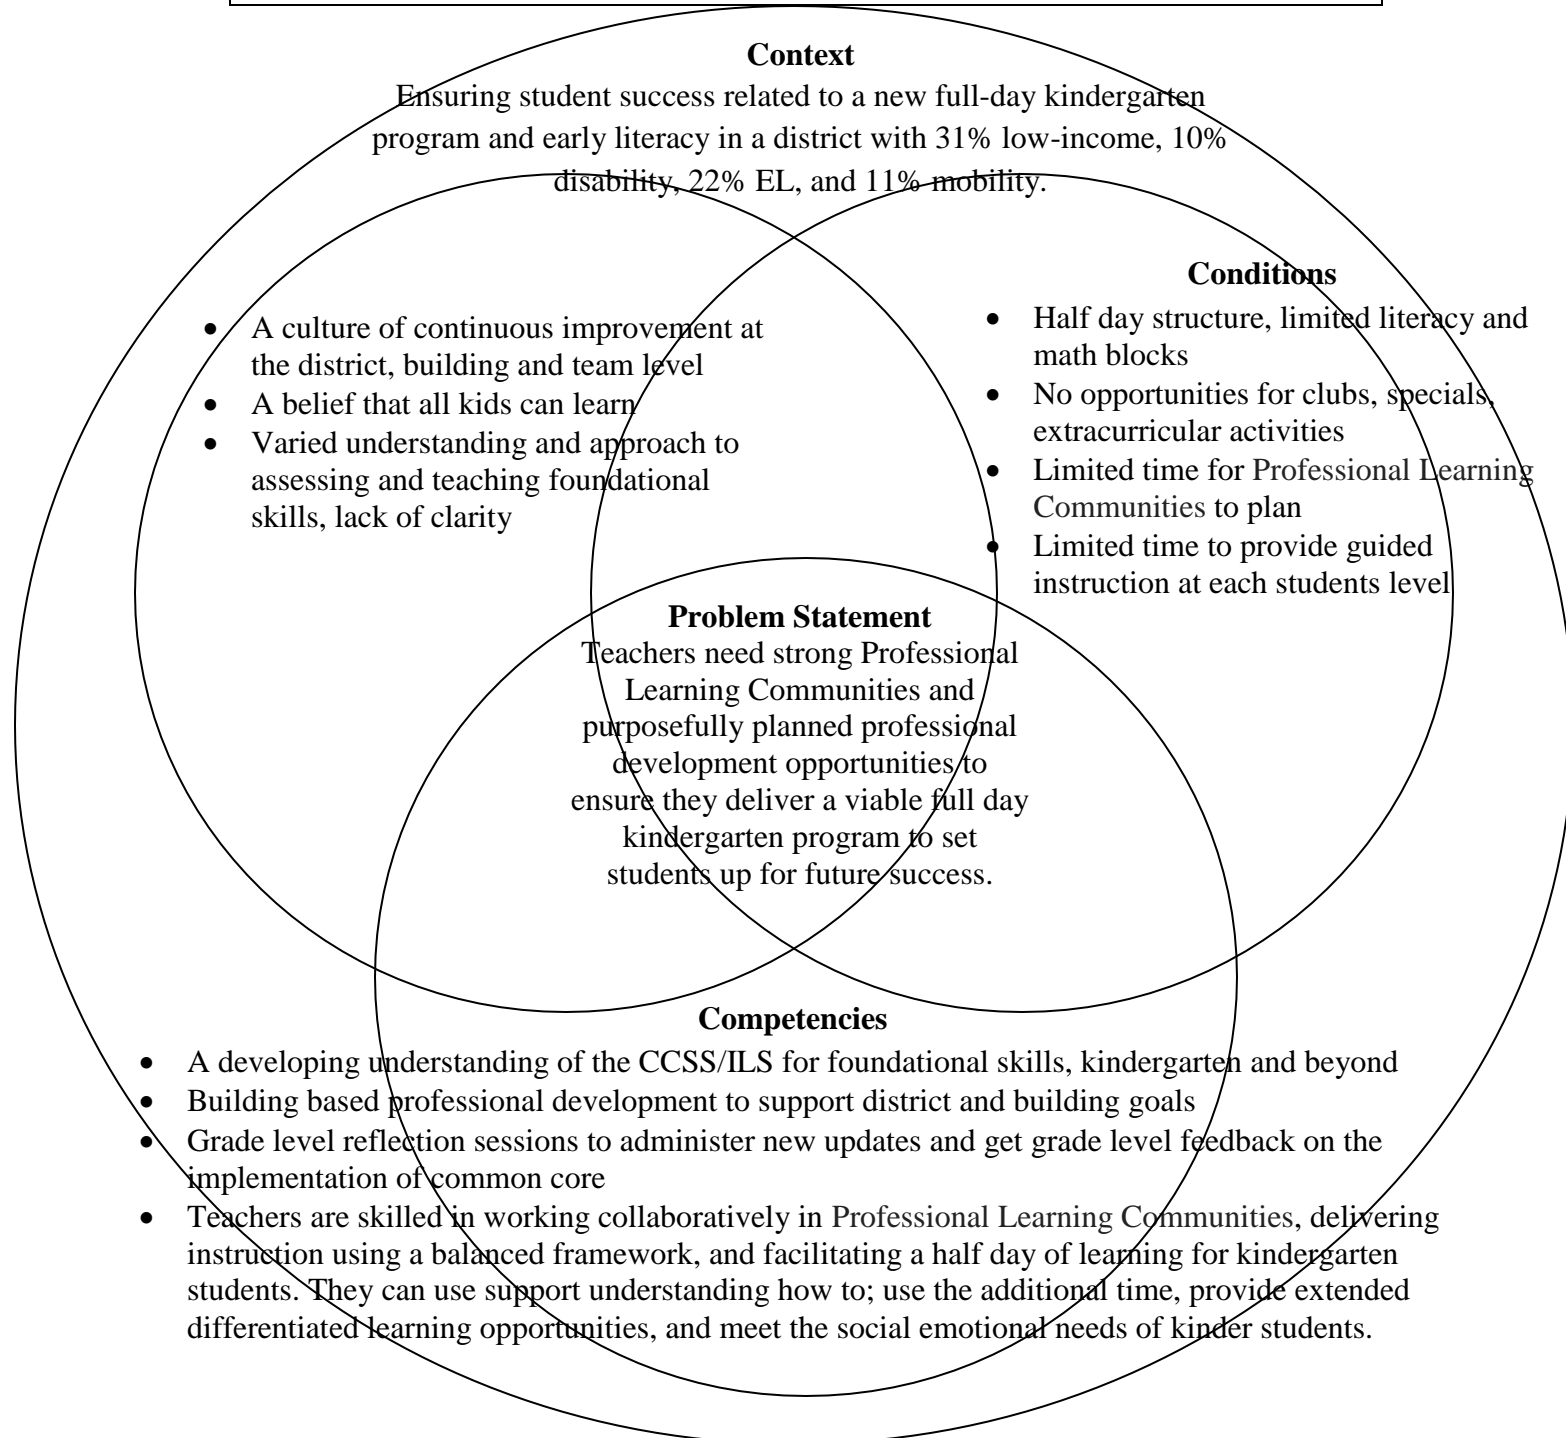 Context
Ensuring student success related to a new full-day kindergarten
program and early literacy in a district with 31% low-income, 10%
disability, 22% EL, and 11% mobility.
• A culture of continuous improvement at
the district, building and team level
• A belief that all kids can learn
• Varied understanding and approach to
assessing and teaching foundational
skills, lack of clarity
Conditions
• Half day structure, limited literacy and
math blocks
• No opportunities for clubs, specials,
extracurricular activities
• Limited time for Professional Learning
Communities to plan
• Limited time to provide guided
instruction at each students level
Problem Statement
Teachers need strong Professional
Learning Communities and
purposefully planned professional
development opportunities to
ensure they deliver a viable full day
kindergarten program to set
students up for future success.
Competencies
• A developing understanding of the CCSS/ILS for foundational skills, kindergarten and beyond
• Building based professional development to support district and building goals
• Grade level reflection sessions to administer new updates and get grade level feedback on the
implementation of common core
• Teachers are skilled in working collaboratively in Professional Learning Communities, delivering
instruction using a balanced framework, and facilitating a half day of learning for kindergarten
students. They can use support understanding how to; use the additional time, provide extended
differentiated learning opportunities, and meet the social emotional needs of kinder students.